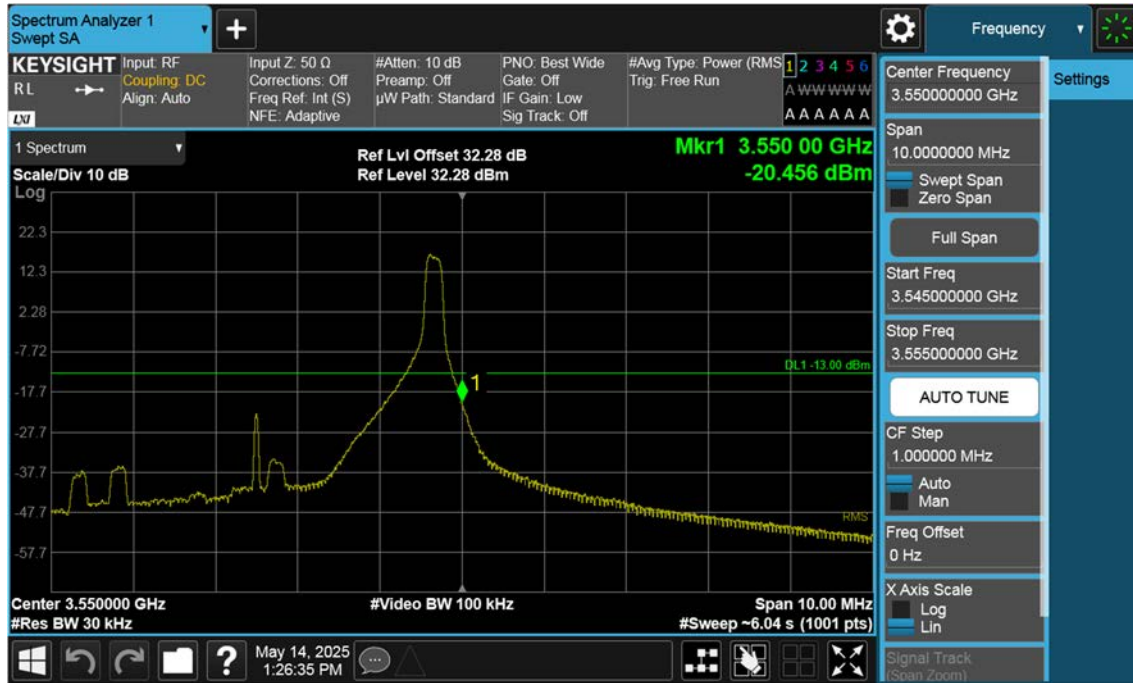 Spectrum Analyzer 1
Swept SA
Frequency
KEYSIGHT
R L
LXI
Input: RF
Coupling: DC
Align: Auto
Input Z: 50 Ω
Corrections: Off
Freq Ref: Int (S)
NFE: Adaptive
#Atten: 10 dB
Preamp: Off
µW Path: Standard
PNO: Best Wide
Gate: Off
IF Gain: Low
Sig Track: Off
#Avg Type: Power (RMS
Trig: Free Run
1 2 3 4 5 6
A W W W W W
A A A A A A
1 Spectrum
Scale/Div 10 dB
Ref Lvl Offset 32.28 dB
Ref Level 32.28 dBm
Mkr1 3.550 00 GHz
-20.456 dBm
Log
22.3
12.3
2.28
-7.72
-17.7
-27.7
-37.7
-47.7
-57.7
DL1 -13.00 dBm
1
RMS
Center 3.550000 GHz
#Res BW 30 kHz
#Video BW 100 kHz
Span 10.00 MHz
#Sweep ~6.04 s (1001 pts)
Center Frequency
3.550000000 GHz
Settings
Span
10.0000000 MHz
Swept Span
Zero Span
Full Span
Start Freq
3.545000000 GHz
Stop Freq
3.555000000 GHz
AUTO TUNE
CF Step
1.000000 MHz
Auto
Man
Freq Offset
0 Hz
X Axis Scale
Log
Lin
Signal Track
(Span Zoom)
?
May 14, 2025
1:26:35 PM